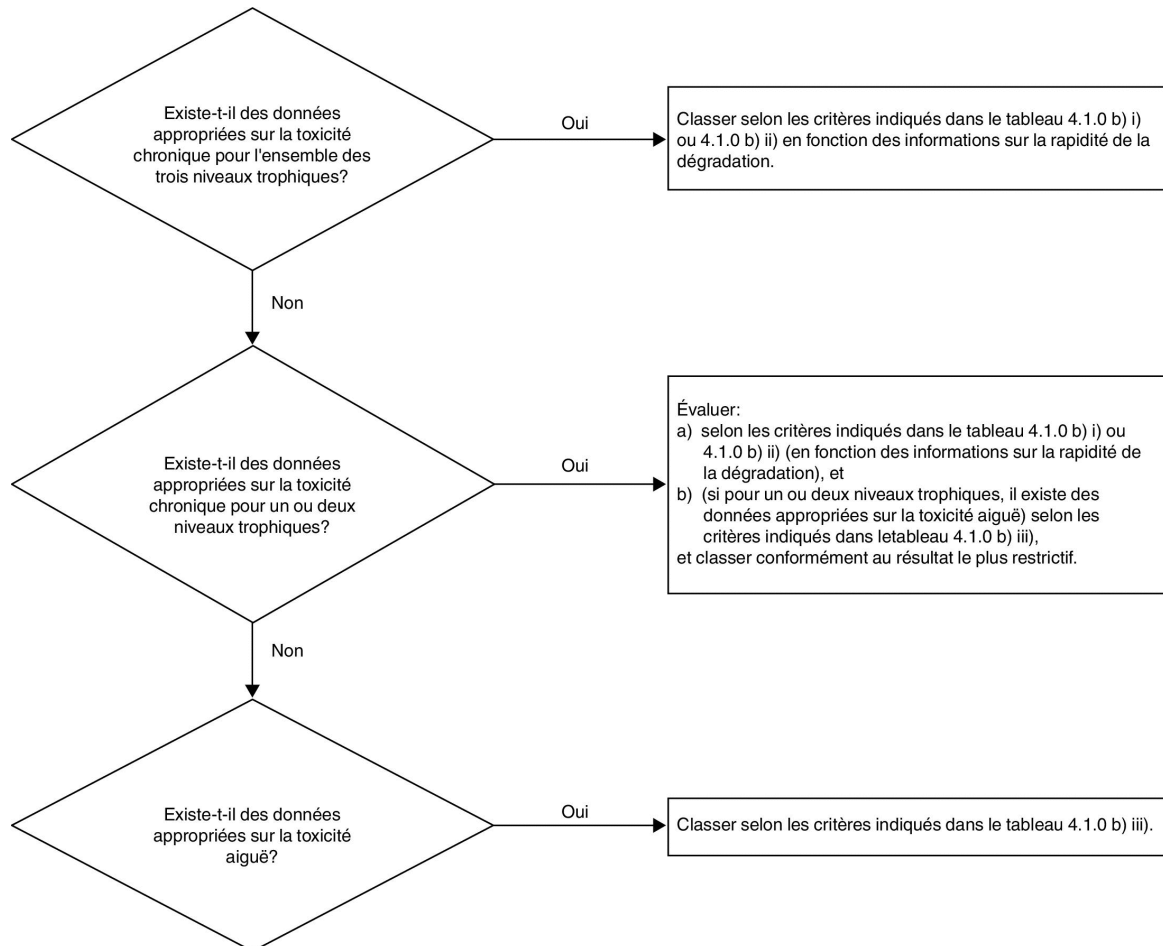 Existe-t-il des données
appropriées sur la toxicité
chronique pour l'ensemble des
trois niveaux trophiques?
Oui
Classer selon les critères indiqués dans le tableau 4.1.0 b) i)
ou 4.1.0 b) ii) en fonction des informations sur la rapidité de la
dégradation.
Non
Existe-t-il des données
appropriées sur la toxicité
chronique pour un ou deux
niveaux trophiques?
Oui
Évaluer:
a) selon les critères indiqués dans le tableau 4.1.0 b) i) ou
4.1.0 b) ii) (en fonction des informations sur la rapidité de
la dégradation), et
b) (si pour un ou deux niveaux trophiques, il existe des
données appropriées sur la toxicité aiguë) selon les
critères indiqués dans letableau 4.1.0 b) iii),
et classer conformément au résultat le plus restrictif.
Non
Existe-t-il des données
appropriées sur la toxicité
aiguë?
Oui
Classer selon les critères indiqués dans le tableau 4.1.0 b) iii).